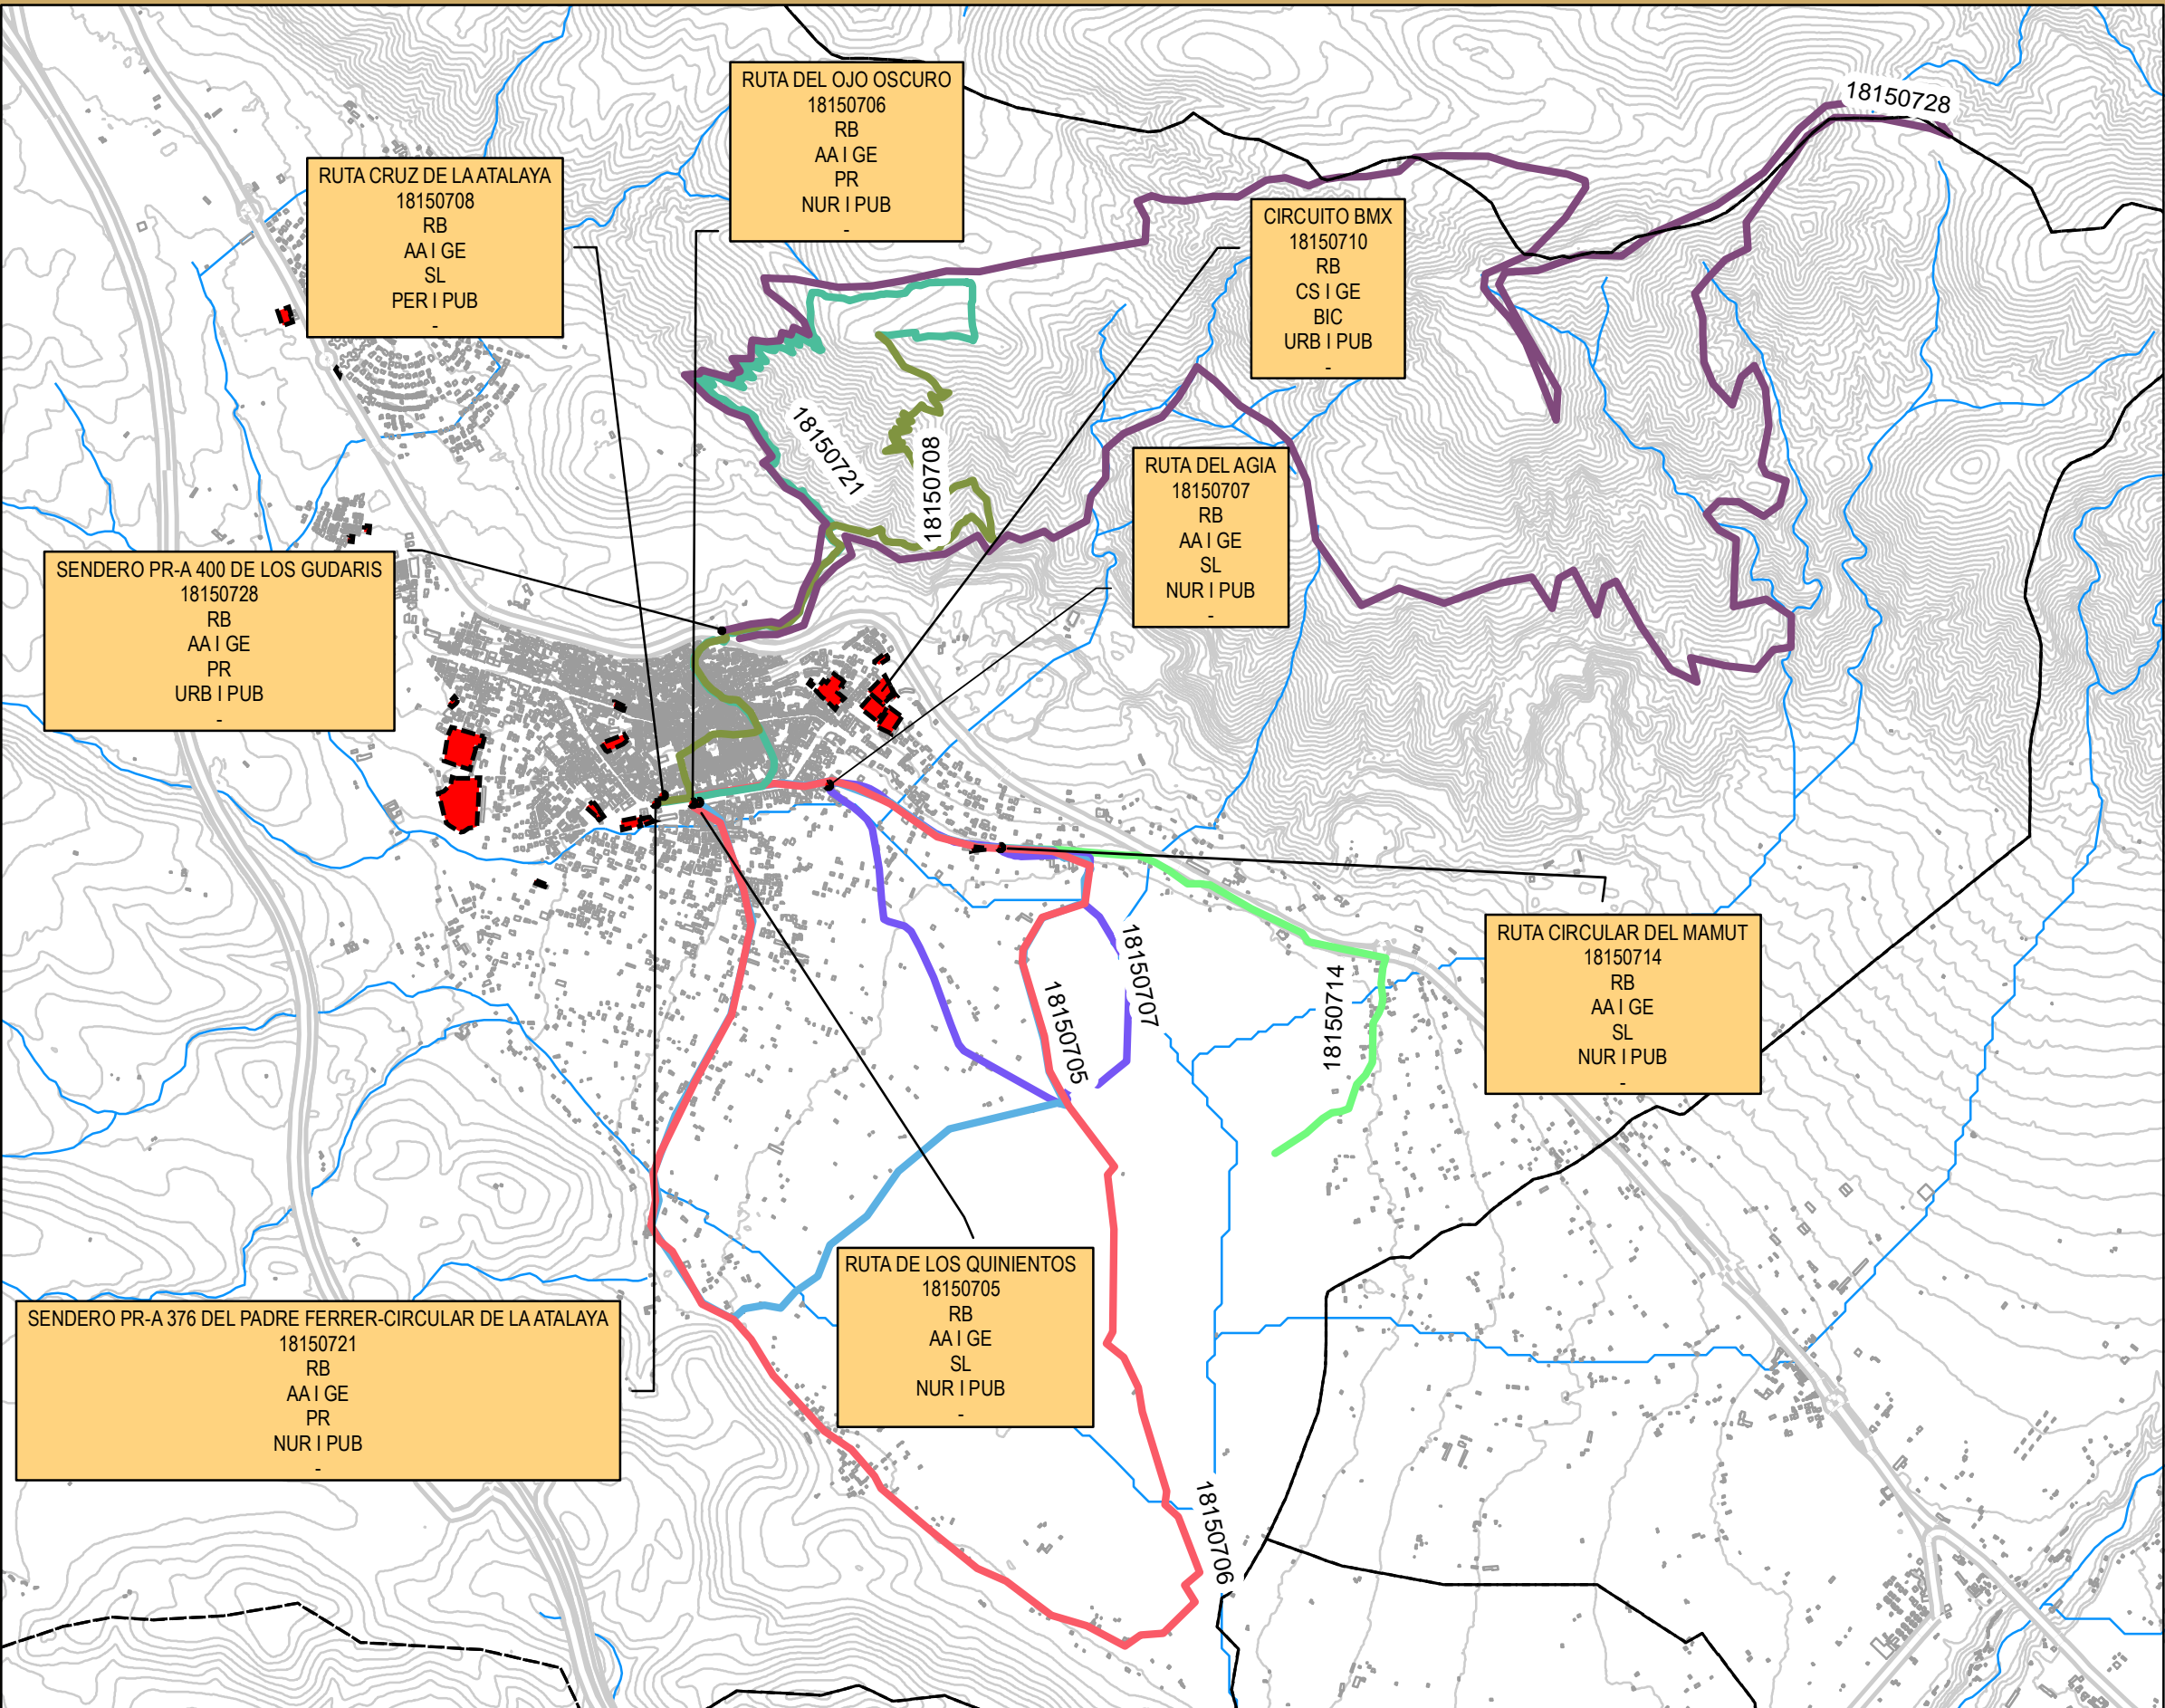 18150728
RUTA DEL OJO OSCURO
18150706
RB
AA I GE
PR
NUR I PUB
-
RUTA CRUZ DE LA ATALAYA
18150708
RB
AA I GE
SL
PER I PUB
-
CIRCUITO BMX
18150710
RB
CS I GE
BIC
URB I PUB
-
18150721
18150708
RUTA DEL AGIA
18150707
RB
AA I GE
SL
NUR I PUB
-
SENDERO PR-A 400 DE LOS GUDARIS
18150728
RB
AA I GE
PR
URB I PUB
-
RUTA CIRCULAR DEL MAMUT
18150714
RB
AA I GE
SL
NUR I PUB
-
18150707
18150705
18150714
RUTA DE LOS QUINIENTOS
18150705
RB
AA I GE
SL
NUR I PUB
-
SENDERO PR-A 376 DEL PADRE FERRER-CIRCULAR DE LA ATALAYA
18150721
RB
AA I GE
PR
NUR I PUB
-
18150706